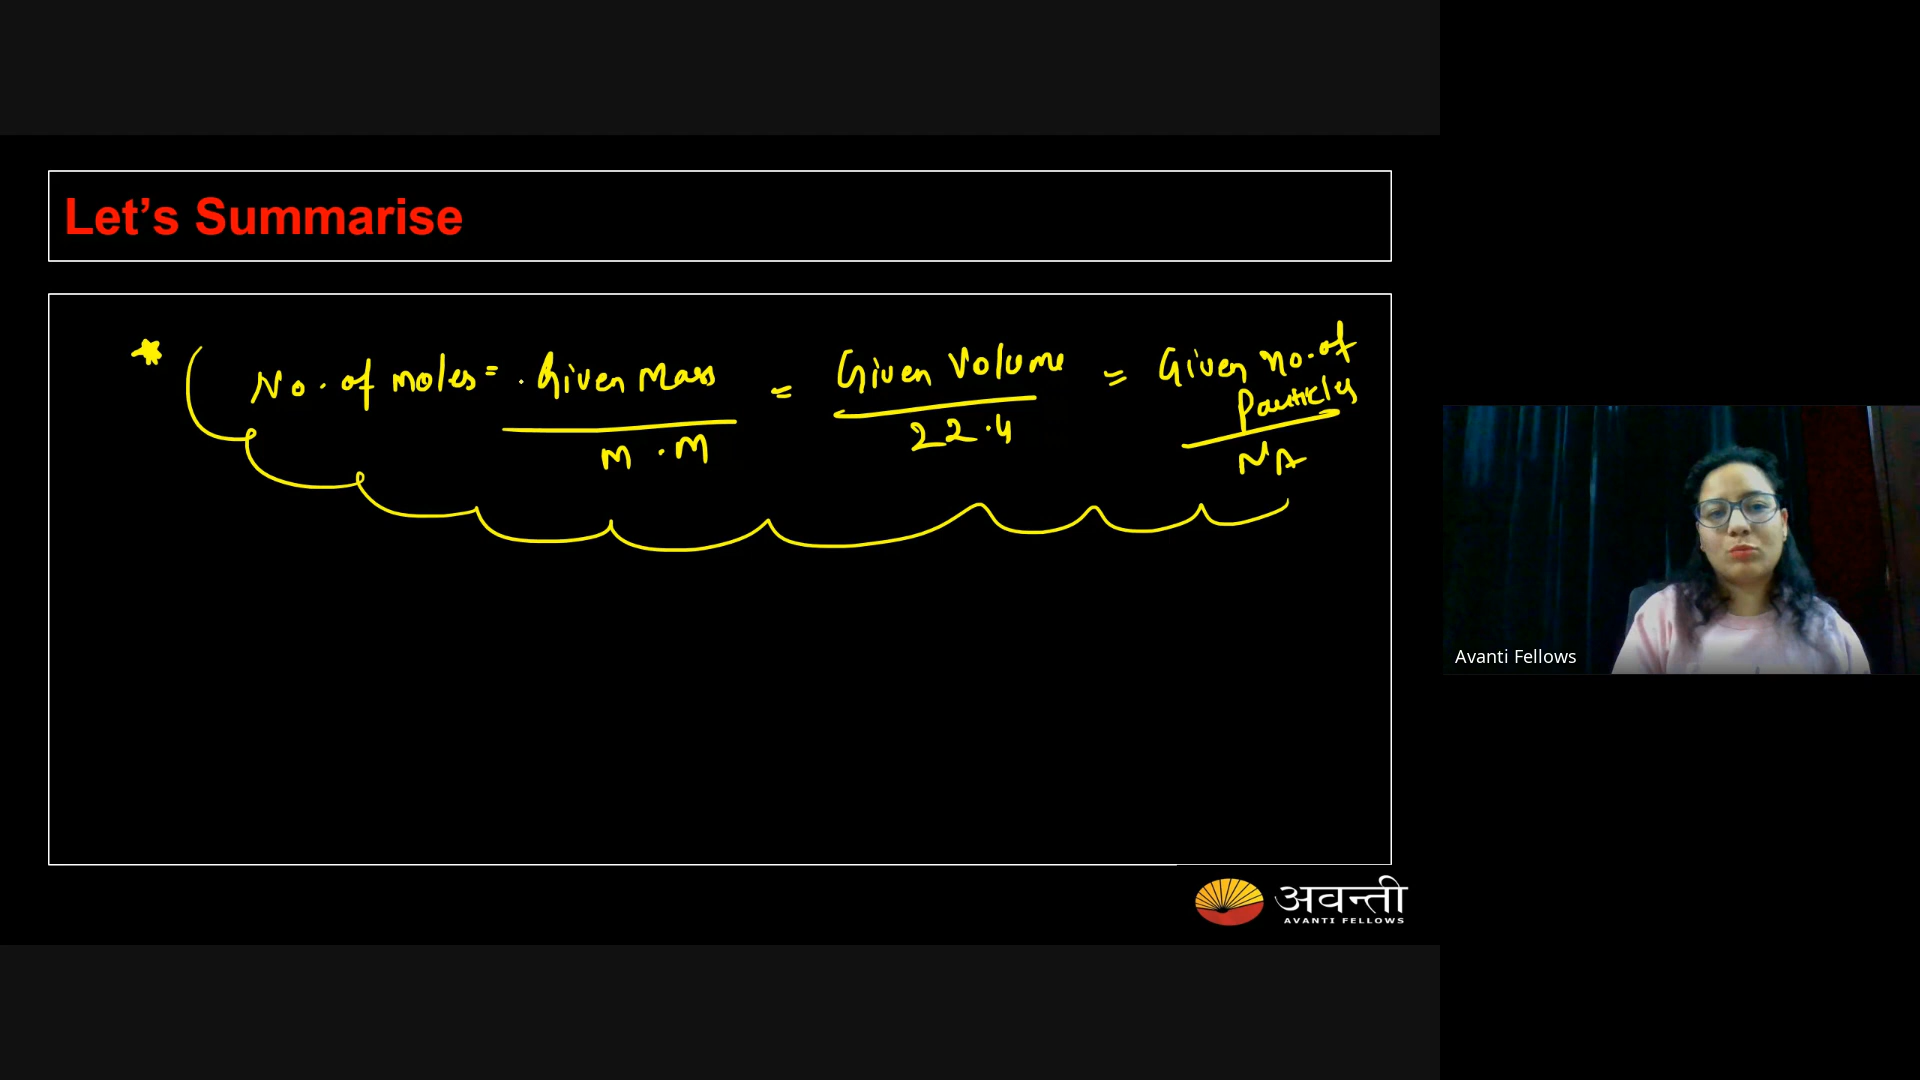 Let's Summarise
* No. of moles = . Given Mass = Given Volume = Given no. of Particles
M . M 22.4 NA
Avanti Fellows
अवन्ती
AVANTI FELLOWS